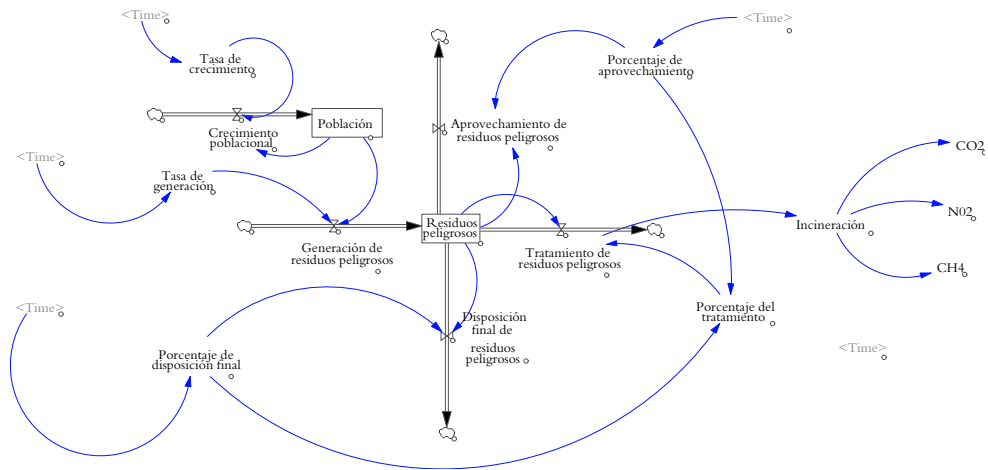 <Time>
<Time>
Tasa de
crecimiento
Porcentaje de
aprovechamiento
Crecimiento
poblacional
Población
Aprovechamiento de
residuos peligrosos
CO2
<Time>
Tasa de
generación
N02
Residuos
peligrosos
Incineración
Generación de
residuos peligrosos
Tratamiento de
residuos peligrosos
CH4
<Time>
Porcentaje del
tratamiento
Disposición
final de
residuos
peligrosos
<Time>
Porcentaje de
disposición final